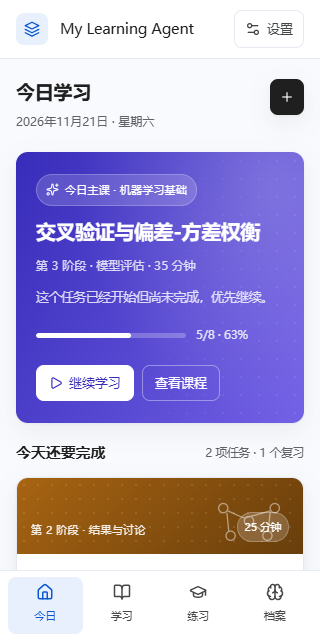 My Learning Agent
设置
今日学习
2026年11月21日 · 星期六
今日主课 · 机器学习基础
交叉验证与偏差-方差权衡
第 3 阶段 · 模型评估 · 35 分钟
这个任务已经开始但尚未完成，优先继续。
5/8 · 63%
继续学习
查看课程
今天还要完成
2 项任务 · 1 个复习
第 2 阶段 · 结果与讨论
25 分钟
今日
学习
练习
档案